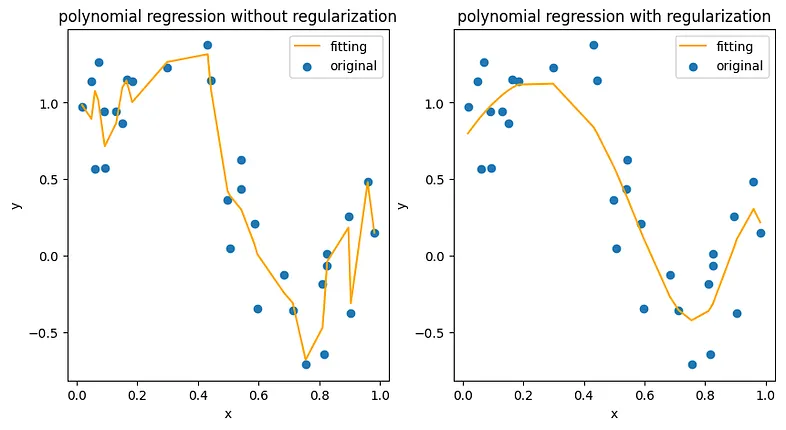 polynomial regression without regularization
fitting
original
1.0
0.5
0.0
−0.5
y
0.0
0.2
0.4
0.6
0.8
1.0
x
polynomial regression with regularization
fitting
original
1.0
0.5
0.0
−0.5
y
0.0
0.2
0.4
0.6
0.8
1.0
x